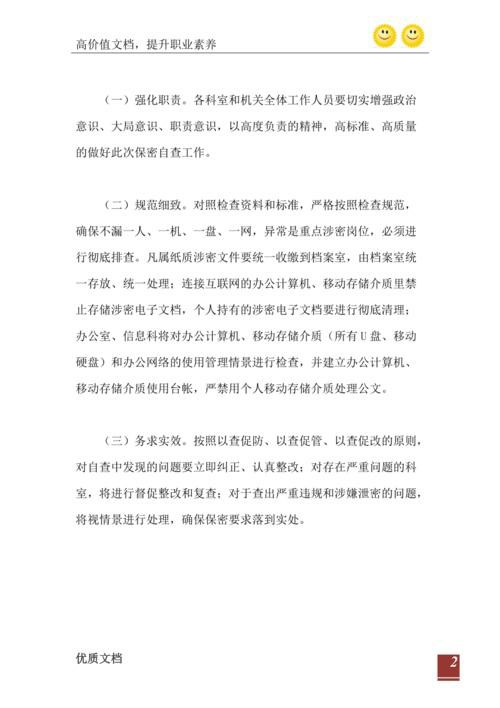 高价值文档，提升职业素养
（一）强化职责。各科室和机关全体工作人员要切实增强政治
意识、大局意识、职责意识，以高度负责的精神，高标准、高质量
的做好此次保密自查工作。
（二）规范细致。对照检查资料和标准，严格按照检查规范，
确保不漏一人、一机、一盘、一网，异常是重点涉密岗位，必须进
行彻底排查。凡属纸质涉密文件要统一收缴到档案室，由档案室统
一存放、统一处理；连接互联网的办公计算机、移动存储介质里禁
止存储涉密电子文档，个人持有的涉密电子文档要进行彻底清理；
办公室、信息科将对办公计算机、移动存储介质（所有 U 盘、移动
硬盘）和办公网络的使用管理情景进行检查，并建立办公计算机、
移动存储介质使用台帐，严禁用个人移动存储介质处理公文。
（三）务求实效。按照以查促防、以查促管、以查促改的原则，
对自查中发现的问题要立即纠正、认真整改；对存在严重问题的科
室，将进行督促整改和复查；对于查出严重违规和涉嫌泄密的问题，
将视情景进行处理，确保保密要求落到实处。
优质文档
2